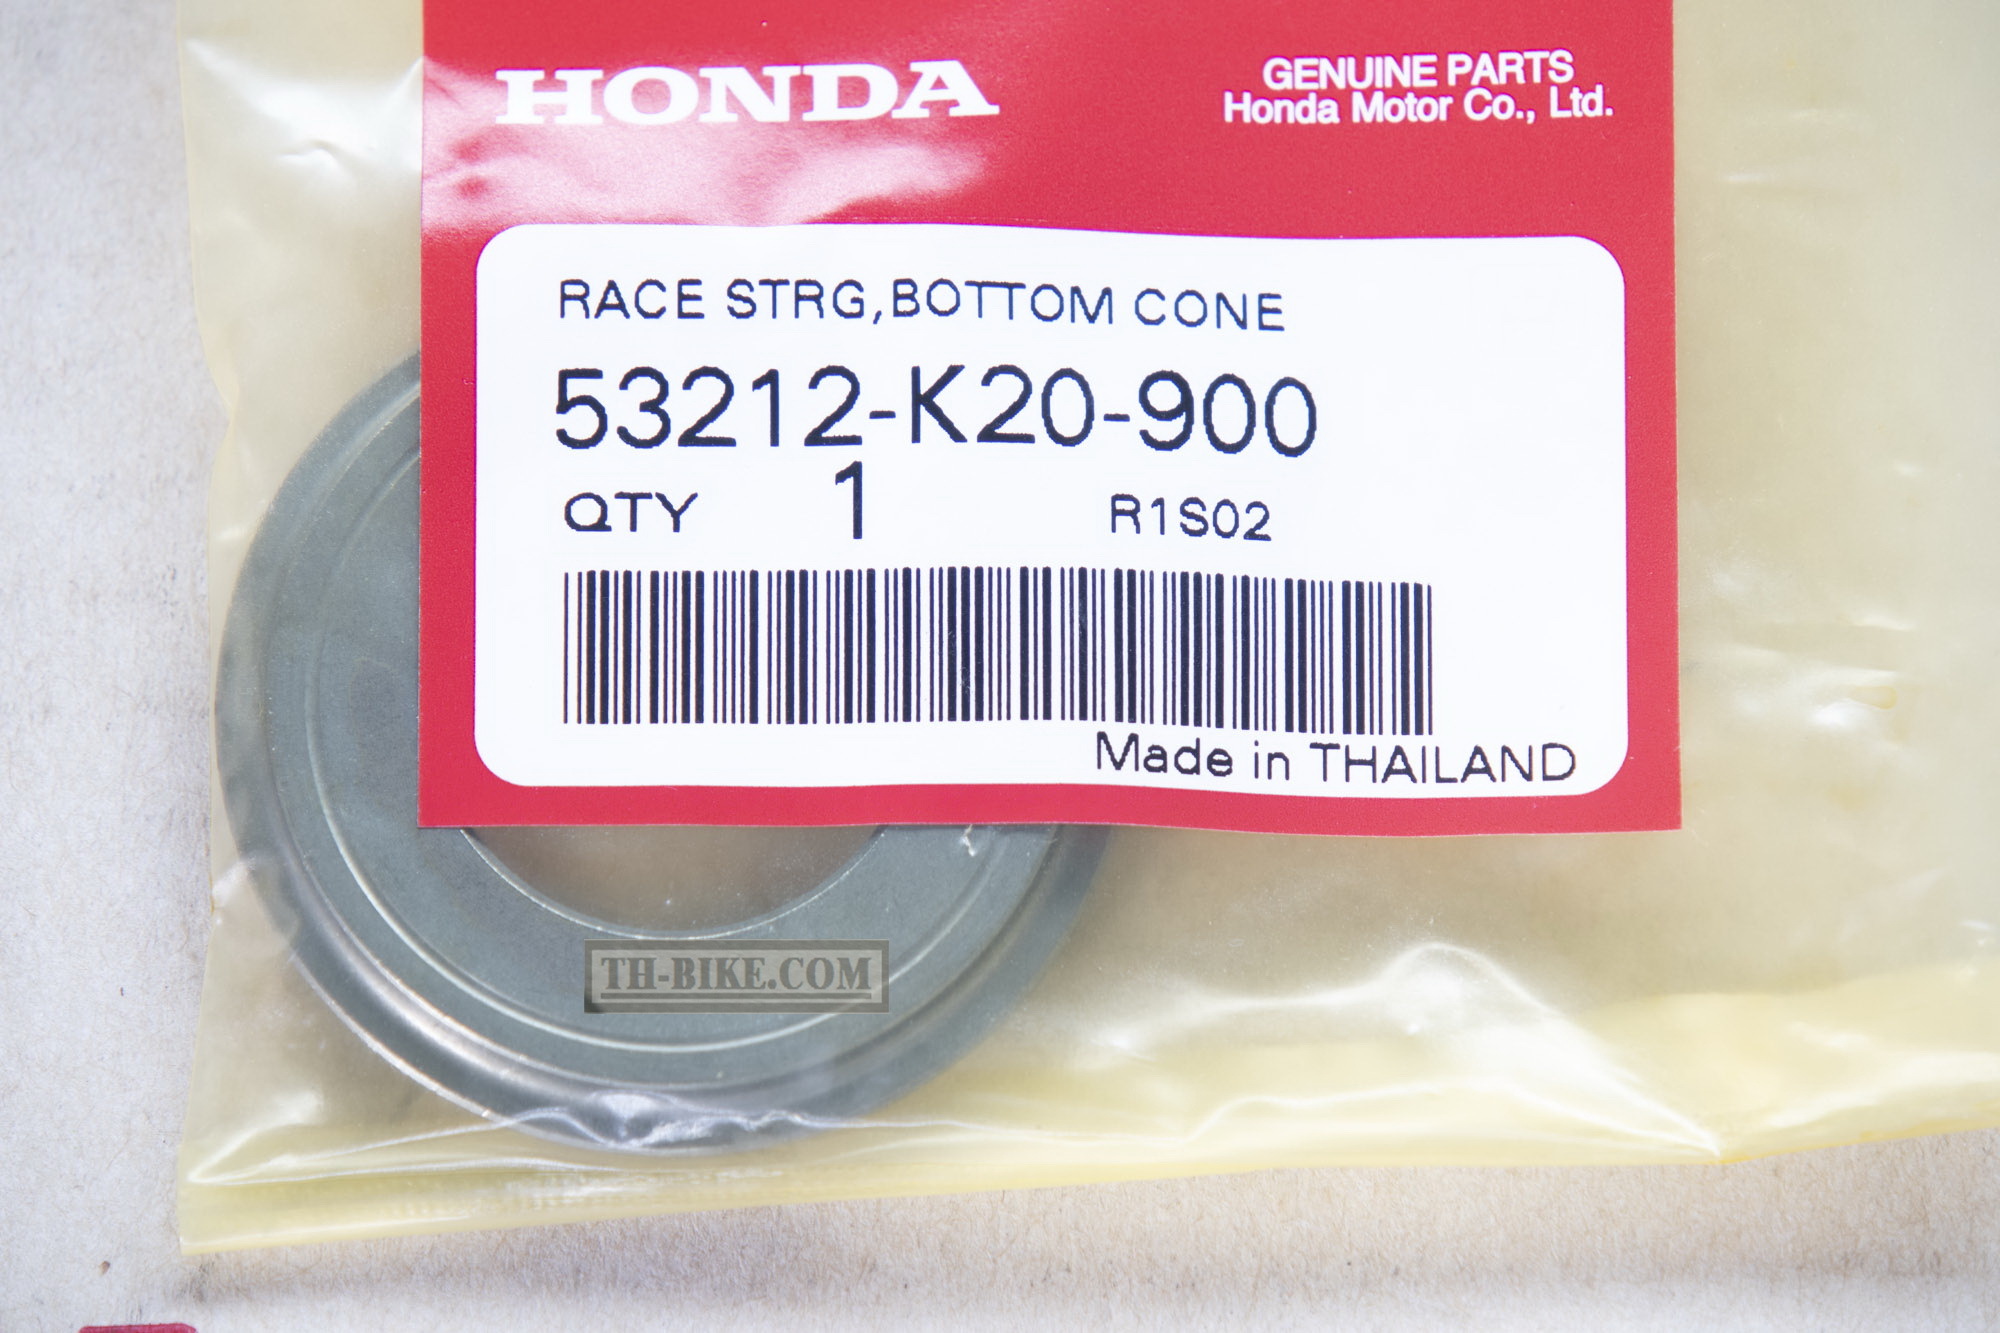 HONDA
GENUINE PARTS
Honda Motor Co., Ltd.
RACE STRG,BOTTOM CONE
53212-K20-900
QTY 1 R1S02
Made in THAILAND
TH-BIKE.COM